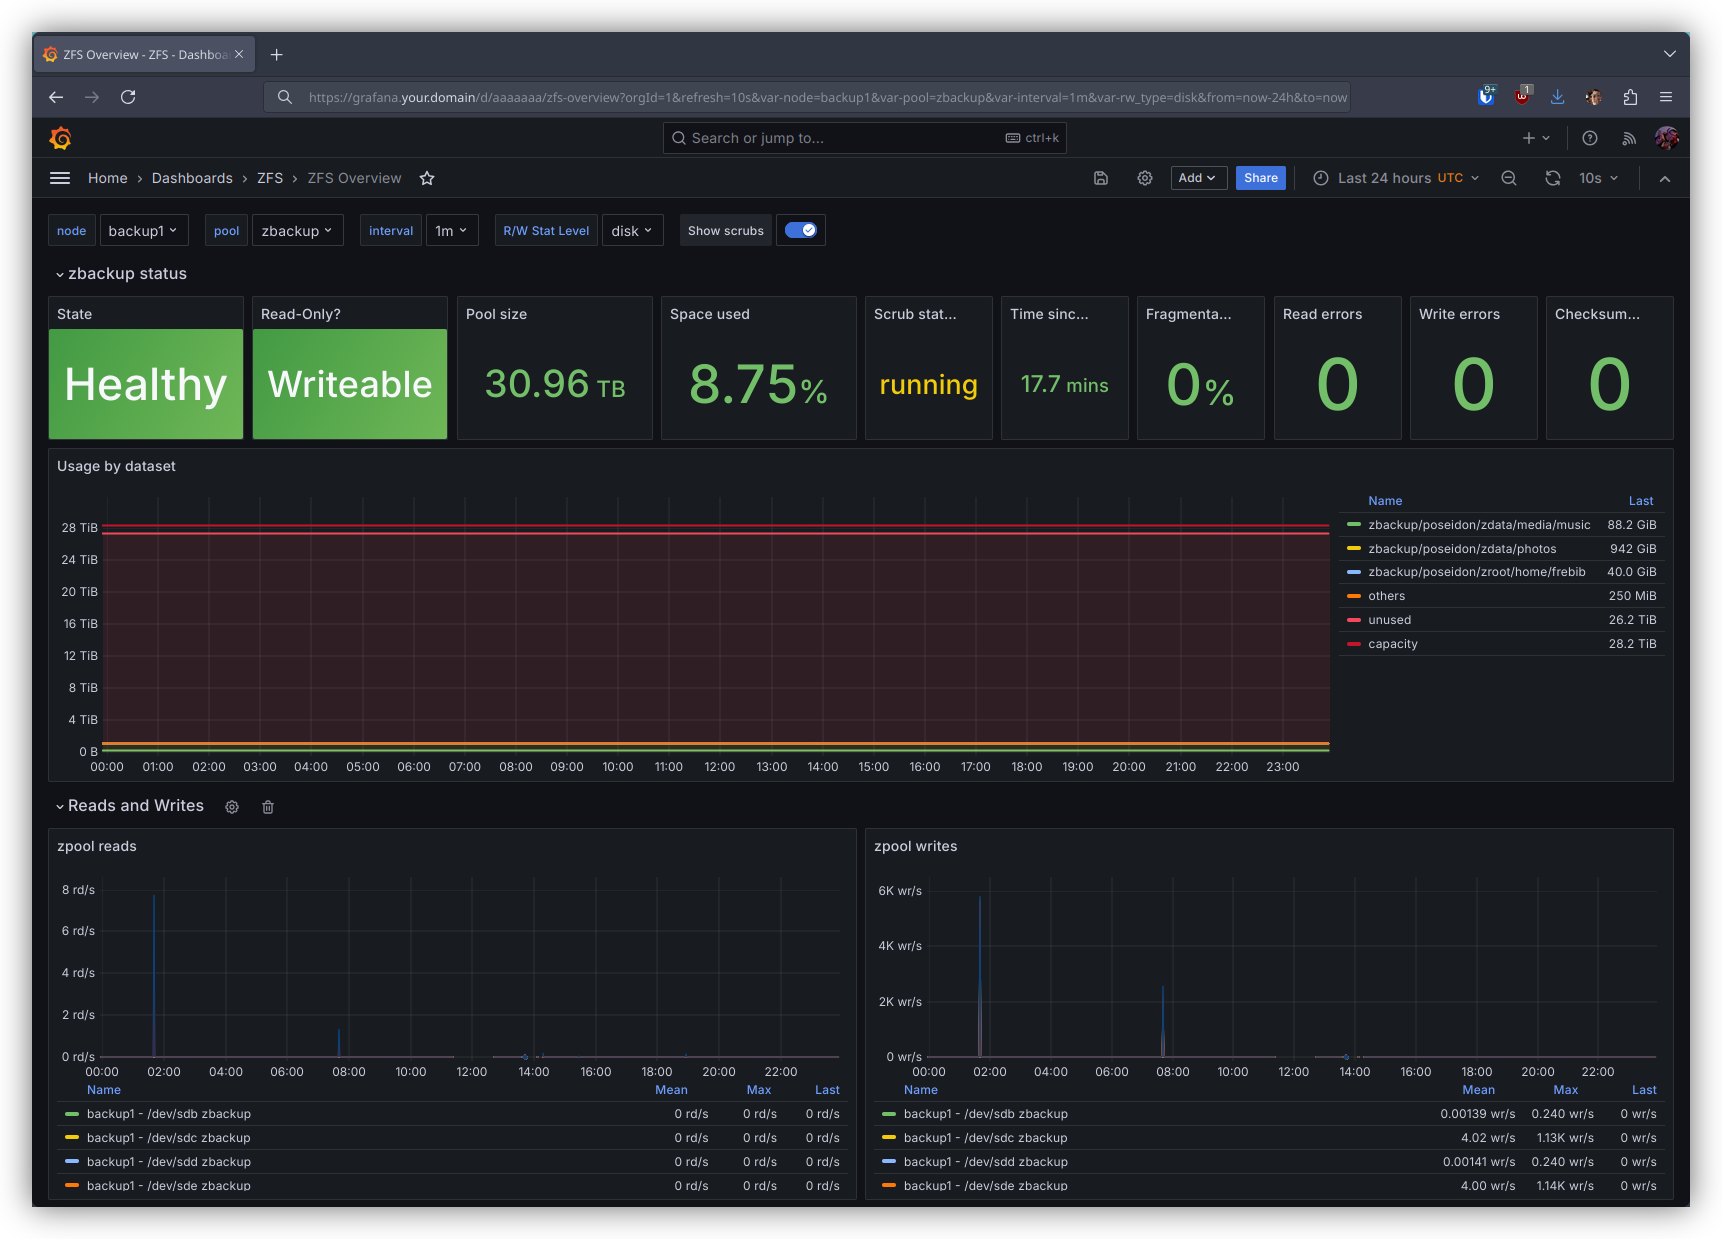 ZFS Overview - ZFS - Dashboa
https://grafana.your.domain/d/aaaaaaa/zfs-overview?orgId=1&refresh=10s&var-node=backup1&var-pool=zbackup&var-interval=1m&var-rw_type=disk&from=now-24h&to=now
9+
1
Search or jump to...
ctrl+k
Home › Dashboards › ZFS › ZFS Overview
Add
Share
Last 24 hours UTC
10s
node backup1 pool zbackup interval 1m R/W Stat Level disk Show scrubs
zbackup status
State Read-Only? Pool size Space used Scrub stat... Time sinc... Fragmenta... Read errors Write errors Checksum...
Healthy Writeable 30.96 TB 8.75% running 17.7 mins 0% 0 0 0
Usage by dataset
28 TiB
24 TiB
20 TiB
16 TiB
12 TiB
8 TiB
4 TiB
0 B
00:00 01:00 02:00 03:00 04:00 05:00 06:00 07:00 08:00 09:00 10:00 11:00 12:00 13:00 14:00 15:00 16:00 17:00 18:00 19:00 20:00 21:00 22:00 23:00
Name Last
zbackup/poseidon/zdata/media/music 88.2 GiB
zbackup/poseidon/zdata/photos 942 GiB
zbackup/poseidon/zroot/home/frebib 40.0 GiB
others 250 MiB
unused 26.2 TiB
capacity 28.2 TiB
Reads and Writes
zpool reads
8 rd/s
6 rd/s
4 rd/s
2 rd/s
0 rd/s
00:00 02:00 04:00 06:00 08:00 10:00 12:00 14:00 16:00 18:00 20:00 22:00
Name Mean Max Last
backup1 - /dev/sdb zbackup 0 rd/s 0 rd/s 0 rd/s
backup1 - /dev/sdc zbackup 0 rd/s 0 rd/s 0 rd/s
backup1 - /dev/sdd zbackup 0 rd/s 0 rd/s 0 rd/s
backup1 - /dev/sde zbackup 0 rd/s 0 rd/s 0 rd/s
zpool writes
6K wr/s
4K wr/s
2K wr/s
0 wr/s
00:00 02:00 04:00 06:00 08:00 10:00 12:00 14:00 16:00 18:00 20:00 22:00
Name Mean Max Last
backup1 - /dev/sdb zbackup 0.00139 wr/s 0.240 wr/s 0 wr/s
backup1 - /dev/sdc zbackup 4.02 wr/s 1.13K wr/s 0 wr/s
backup1 - /dev/sdd zbackup 0.00141 wr/s 0.240 wr/s 0 wr/s
backup1 - /dev/sde zbackup 4.00 wr/s 1.14K wr/s 0 wr/s